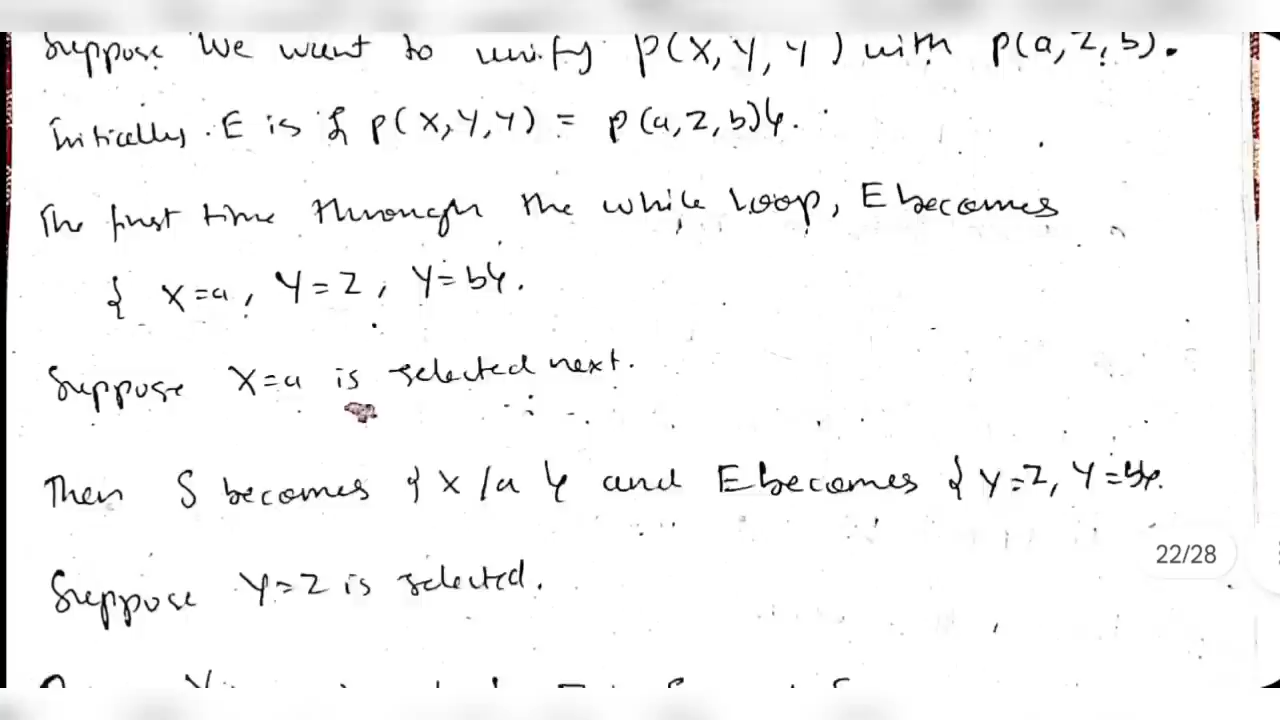 Suppose We want to unify p(X, Y, Y) with p(a, Z, b).
Initially E is { p(X, Y, Y) = p(a, Z, b)}.
The first time through the while loop, E becomes
{ X=a, Y=Z, Y=b}.
Suppose X=a is selected next.
Then S becomes {X/a} and E becomes {Y=Z, Y=b}.
22/28
Suppose Y=Z is selected.